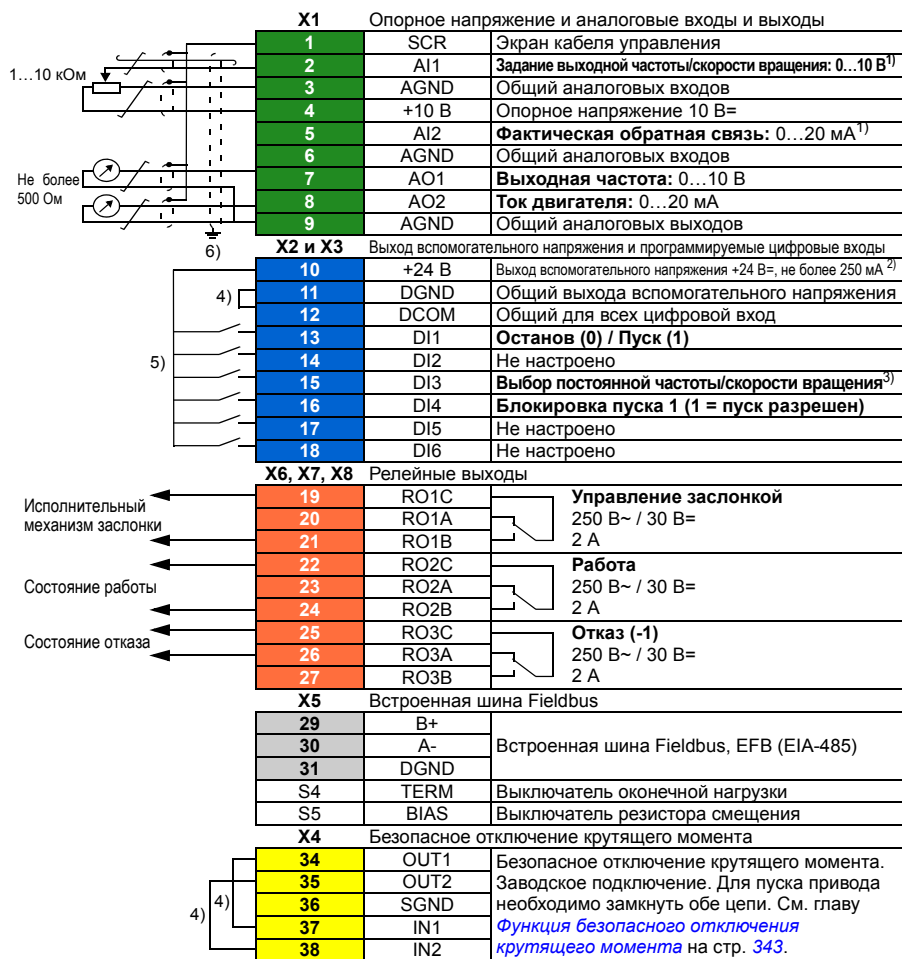 X1 Опорное напряжение и аналоговые входы и выходы
1 SCR Экран кабеля управления
2 AI1 Задание выходной частоты/скорости вращения: 0…10 В1)
1…10 кОм
3 AGND Общий аналоговых входов
4 +10 В Опорное напряжение 10 В=
5 AI2 Фактическая обратная связь: 0…20 мА1)
6 AGND Общий аналоговых входов
Не более
500 Ом
7 AO1 Выходная частота: 0…10 В
8 AO2 Ток двигателя: 0…20 мА
9 AGND Общий аналоговых выходов
6)
X2 и X3 Выход вспомогательного напряжения и программируемые цифровые входы
10 +24 В Выход вспомогательного напряжения +24 В=, не более 250 мА 2)
4)
11 DGND Общий выхода вспомогательного напряжения
12 DCOM Общий для всех цифровой вход
13 DI1 Останов (0) / Пуск (1)
5)
14 DI2 Не настроено
15 DI3 Выбор постоянной частоты/скорости вращения3)
16 DI4 Блокировка пуска 1 (1 = пуск разрешен)
17 DI5 Не настроено
18 DI6 Не настроено
X6, X7, X8 Релейные выходы
Исполнительный
механизм заслонки
19 RO1C Управление заслонкой
20 RO1A 250 В~ / 30 В=
21 RO1B 2 А
Состояние работы
22 RO2C Работа
23 RO2A 250 В~ / 30 В=
24 RO2B 2 А
Состояние отказа
25 RO3C Отказ (-1)
26 RO3A 250 В~ / 30 В=
27 RO3B 2 А
X5 Встроенная шина Fieldbus
29 B+
30 A- Встроенная шина Fieldbus, EFB (EIA-485)
31 DGND
S4 TERM Выключатель оконечной нагрузки
S5 BIAS Выключатель резистора смещения
X4 Безопасное отключение крутящего момента
4) 4)
34 OUT1 Безопасное отключение крутящего момента.
35 OUT2 Заводское подключение. Для пуска привода
36 SGND необходимо замкнуть обе цепи. См. главу
37 IN1 Функция безопасного отключения
38 IN2 крутящего момента на стр. 343.